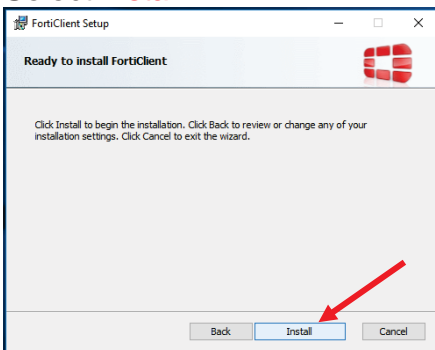 FortiClient Setup
Ready to install FortiClient
Click Install to begin the installation. Click Back to review or change any of your
installation settings. Click Cancel to exit the wizard.
Back Install Cancel